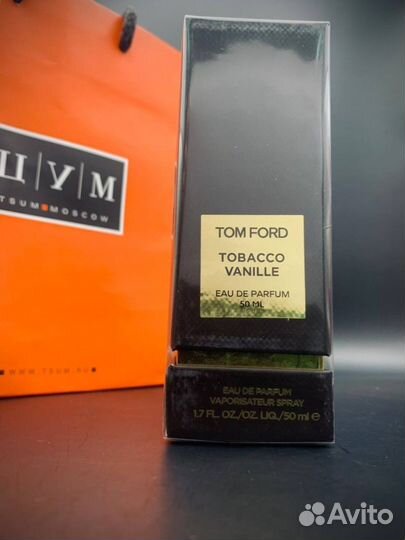 ЦУМ
TSUM MOSCOW
WWW.TSUM.RU
TOM FORD
TOBACCO
VANILLE
EAU DE PARFUM
50 ML
EAU DE PARFUM
VAPORISATEUR SPRAY
1.7 FL. OZ./OZ. LIQ./50 ml e
Avito